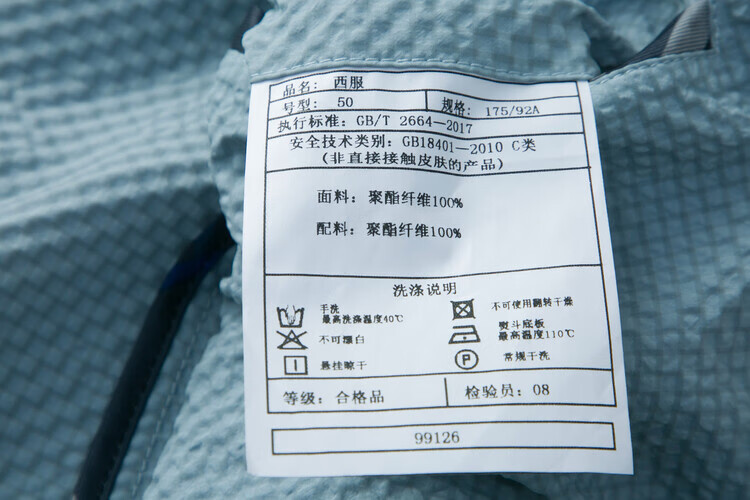 品名: 西服
号型: 50 规格: 175/92A
执行标准: GB/T 2664—2017
安全技术类别: GB18401—2010 C类
(非直接接触皮肤的产品)
面料: 聚酯纤维100%
配料: 聚酯纤维100%
洗涤说明
手洗
最高洗涤温度40℃
不可漂白
悬挂晾干
不可使用翻转干燥
熨斗底板
最高温度110℃
P 常规干洗
等级: 合格品 检验员: 08
99126